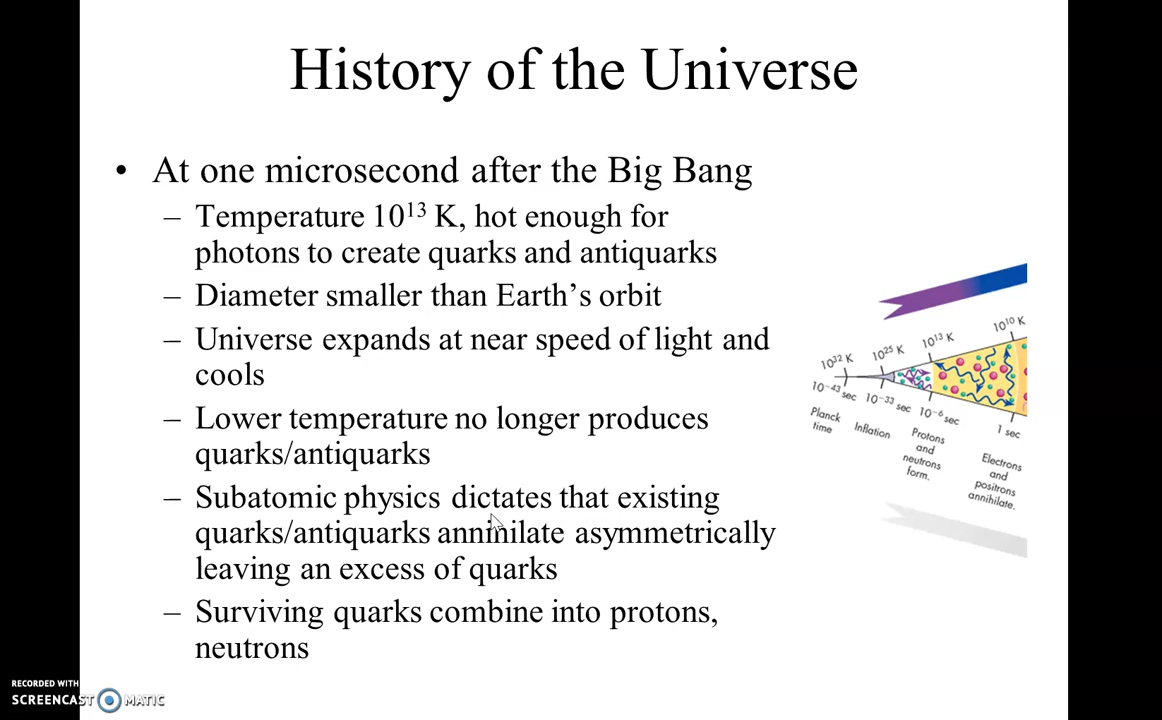 History of the Universe
• At one microsecond after the Big Bang
– Temperature 10¹³ K, hot enough for
photons to create quarks and antiquarks
– Diameter smaller than Earth’s orbit
– Universe expands at near speed of light and
cools
– Lower temperature no longer produces
quarks/antiquarks
– Subatomic physics dictates that existing
quarks/antiquarks annihilate asymmetrically
leaving an excess of quarks
– Surviving quarks combine into protons,
neutrons
10³² K
10²⁵ K
10¹³ K
10¹⁰ K
10⁻⁴³ sec
10⁻³³ sec
10⁻⁶ sec
1 sec
Planck
time
Inflation
Protons
and
neutrons
form.
Electrons
and
positrons
annihilate.
RECORDED WITH
SCREENCAST MATIC